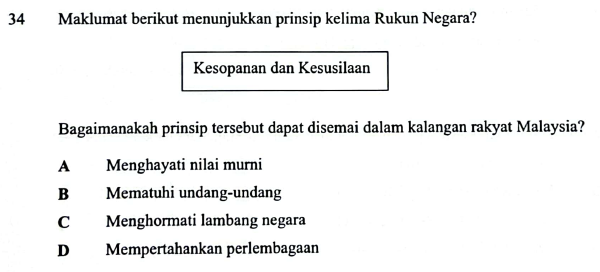 34 Maklumat berikut menunjukkan prinsip kelima Rukun Negara?
Kesopanan dan Kesusilaan
Bagaimanakah prinsip tersebut dapat disemai dalam kalangan rakyat Malaysia?
A Menghayati nilai murni
B Mematuhi undang-undang
C Menghormati lambang negara
D Mempertahankan perlembagaan